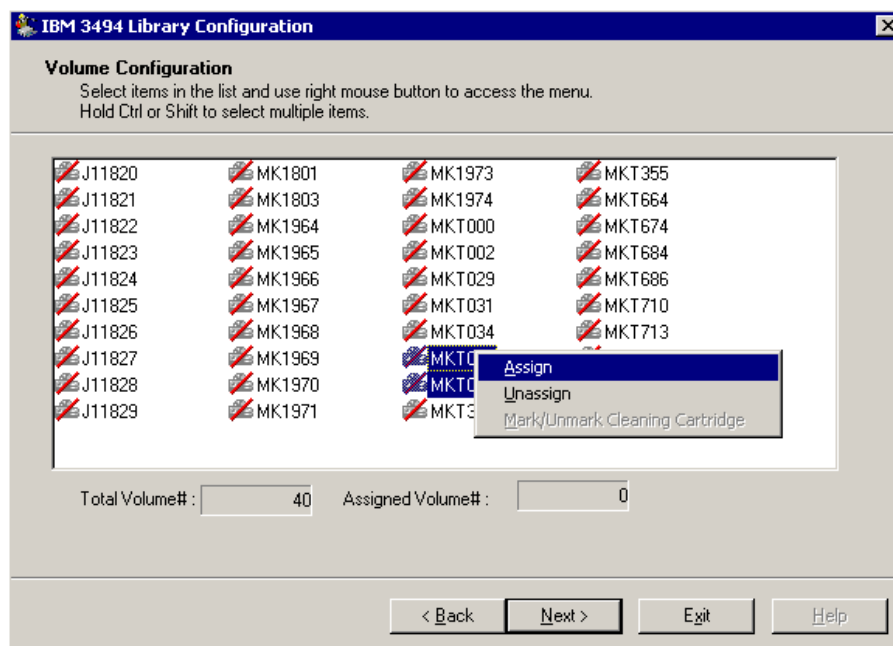 IBM 3494 Library Configuration
Volume Configuration
Select items in the list and use right mouse button to access the menu.
Hold Ctrl or Shift to select multiple items.
J11820 MK1801 MK1973 MKT355
J11821 MK1803 MK1974 MKT664
J11822 MK1964 MKT000 MKT674
J11823 MK1965 MKT002 MKT684
J11824 MK1966 MKT029 MKT686
J11825 MK1967 MKT031 MKT710
J11826 MK1968 MKT034 MKT713
J11827 MK1969
J11828 MK1970
J11829 MK1971
Assign
Unassign
Mark/Unmark Cleaning Cartridge
Total Volume# : 40 Assigned Volume# : 0
< Back Next > Exit Help